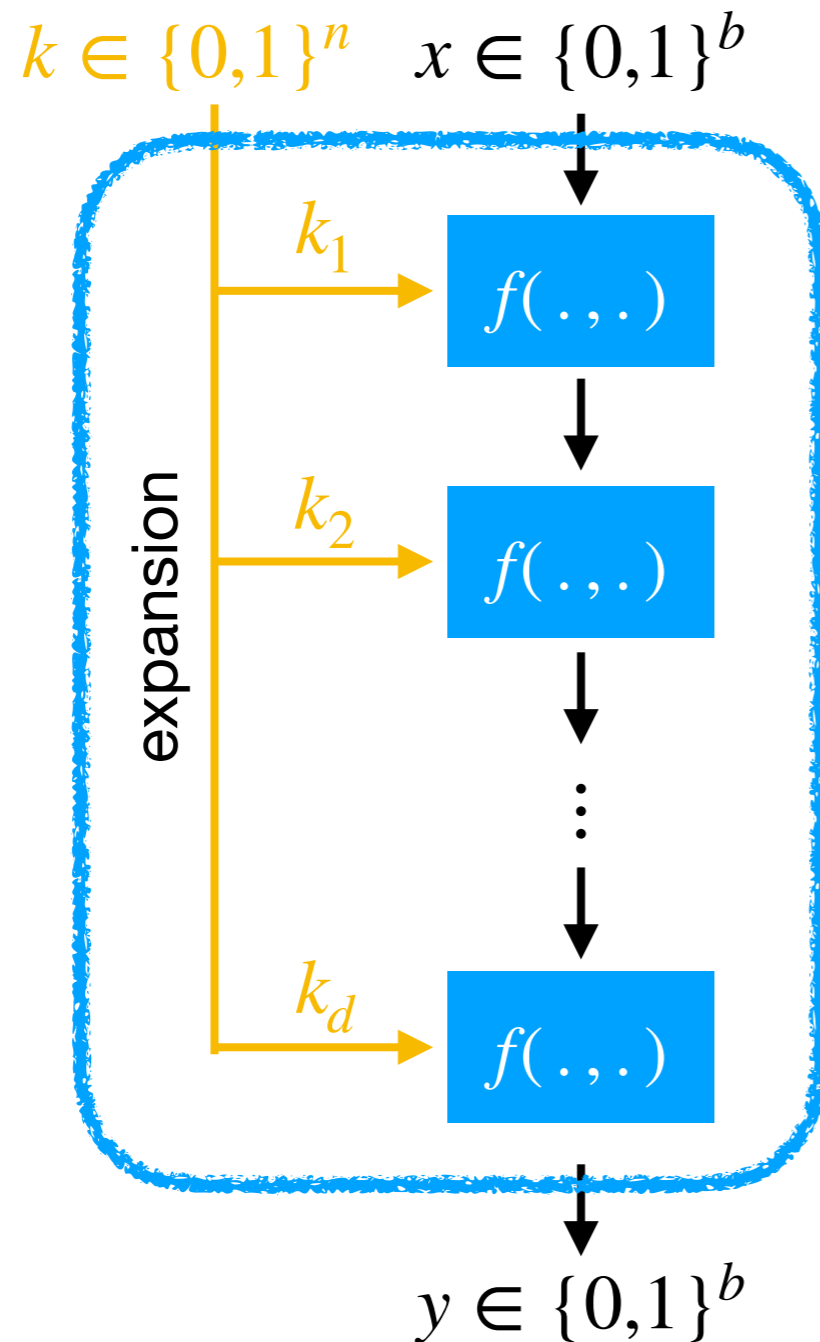 k ∈ {0,1}ⁿ x ∈ {0,1}ᵇ
k₁
f( . , . )
k₂
f( . , . )
expansion
⋮
k_d
f( . , . )
y ∈ {0,1}ᵇ